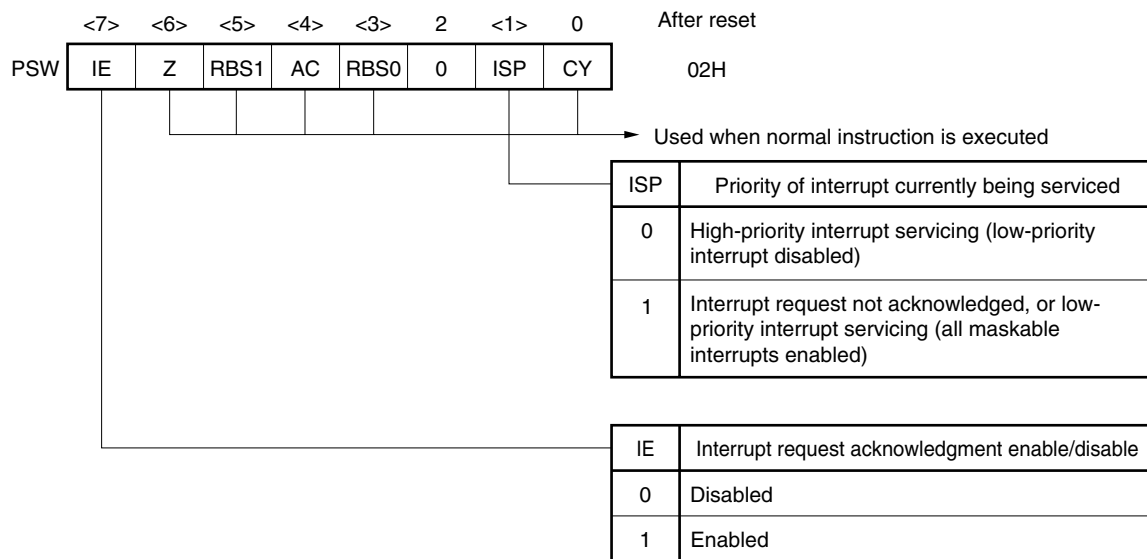 <7> <6> <5> <4> <3> 2 <1> 0 After reset
PSW IE Z RBS1 AC RBS0 0 ISP CY 02H
Used when normal instruction is executed
ISP Priority of interrupt currently being serviced
0 High-priority interrupt servicing (low-priority
interrupt disabled)
1 Interrupt request not acknowledged, or low-
priority interrupt servicing (all maskable
interrupts enabled)
IE Interrupt request acknowledgment enable/disable
0 Disabled
1 Enabled